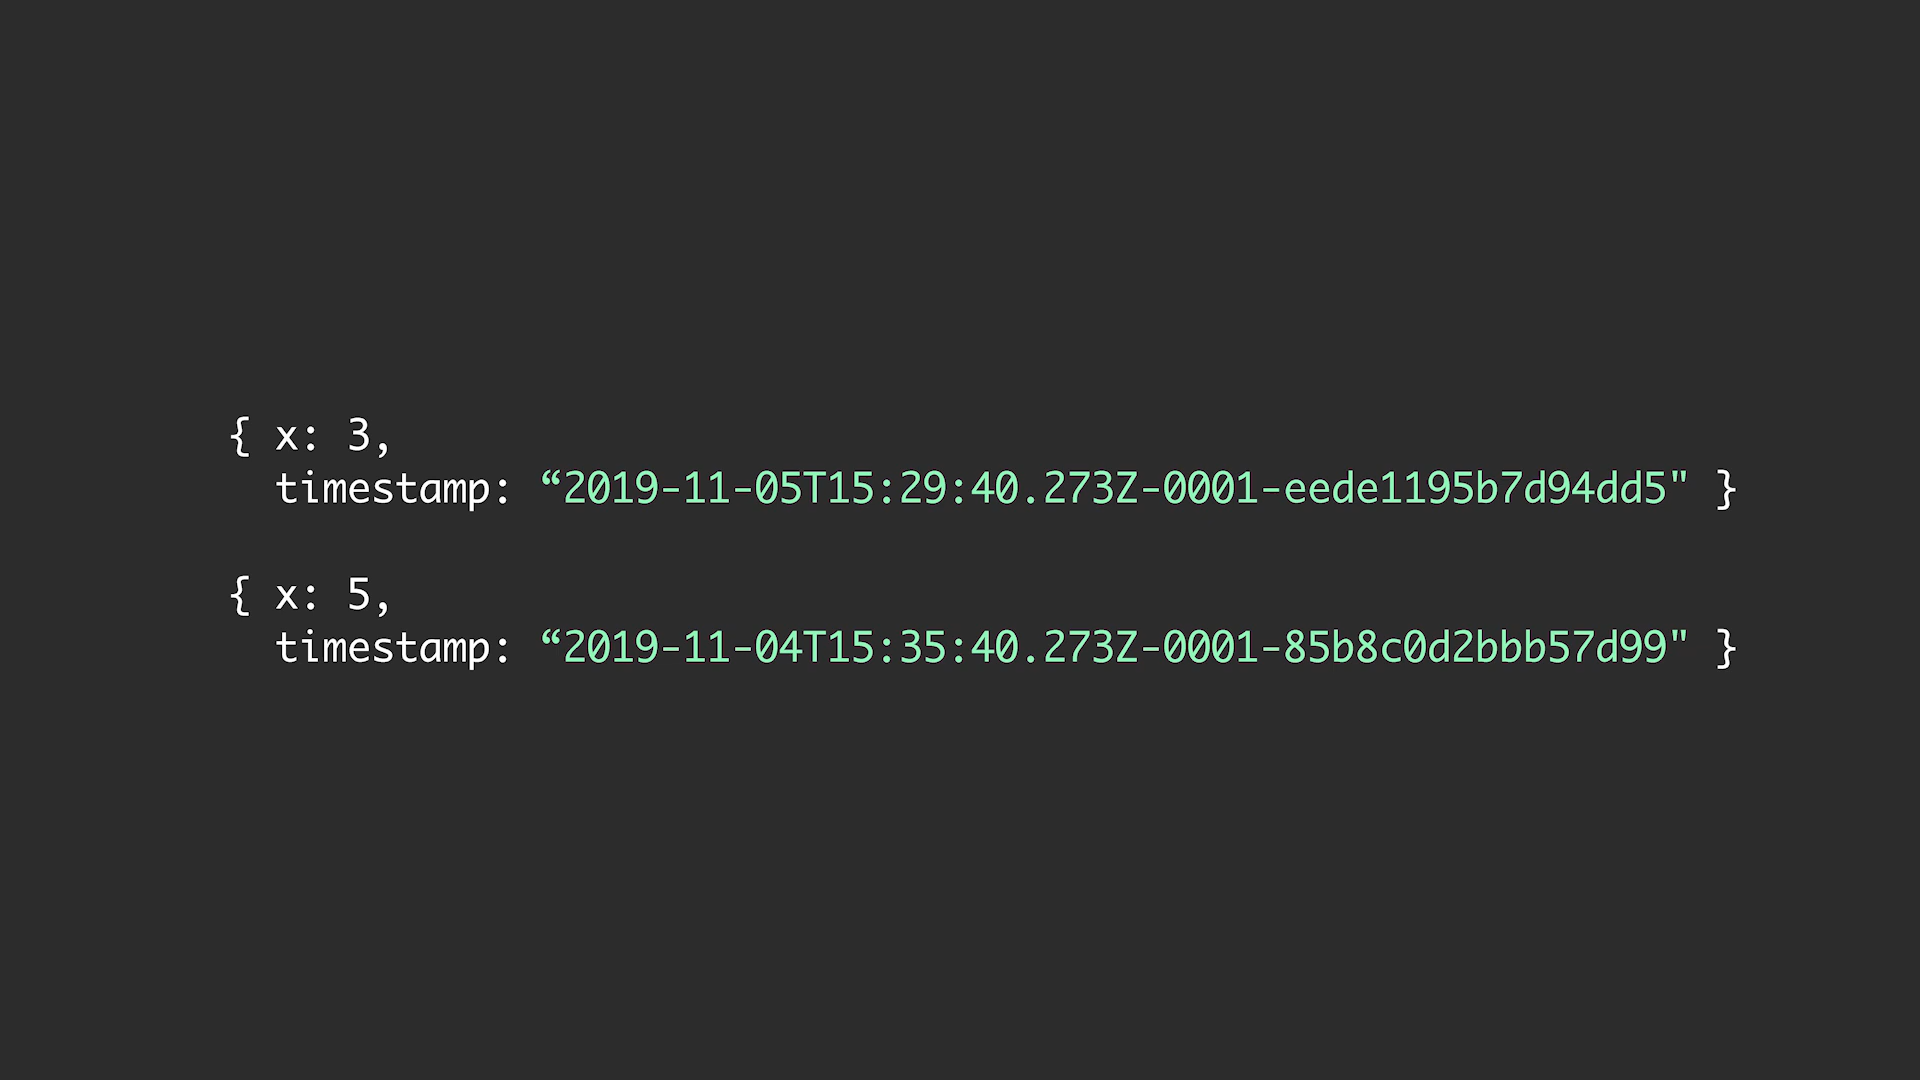 { x: 3,
timestamp: “2019-11-05T15:29:40.273Z-0001-eede1195b7d94dd5" }
{ x: 5,
timestamp: “2019-11-04T15:35:40.273Z-0001-85b8c0d2bbb57d99" }